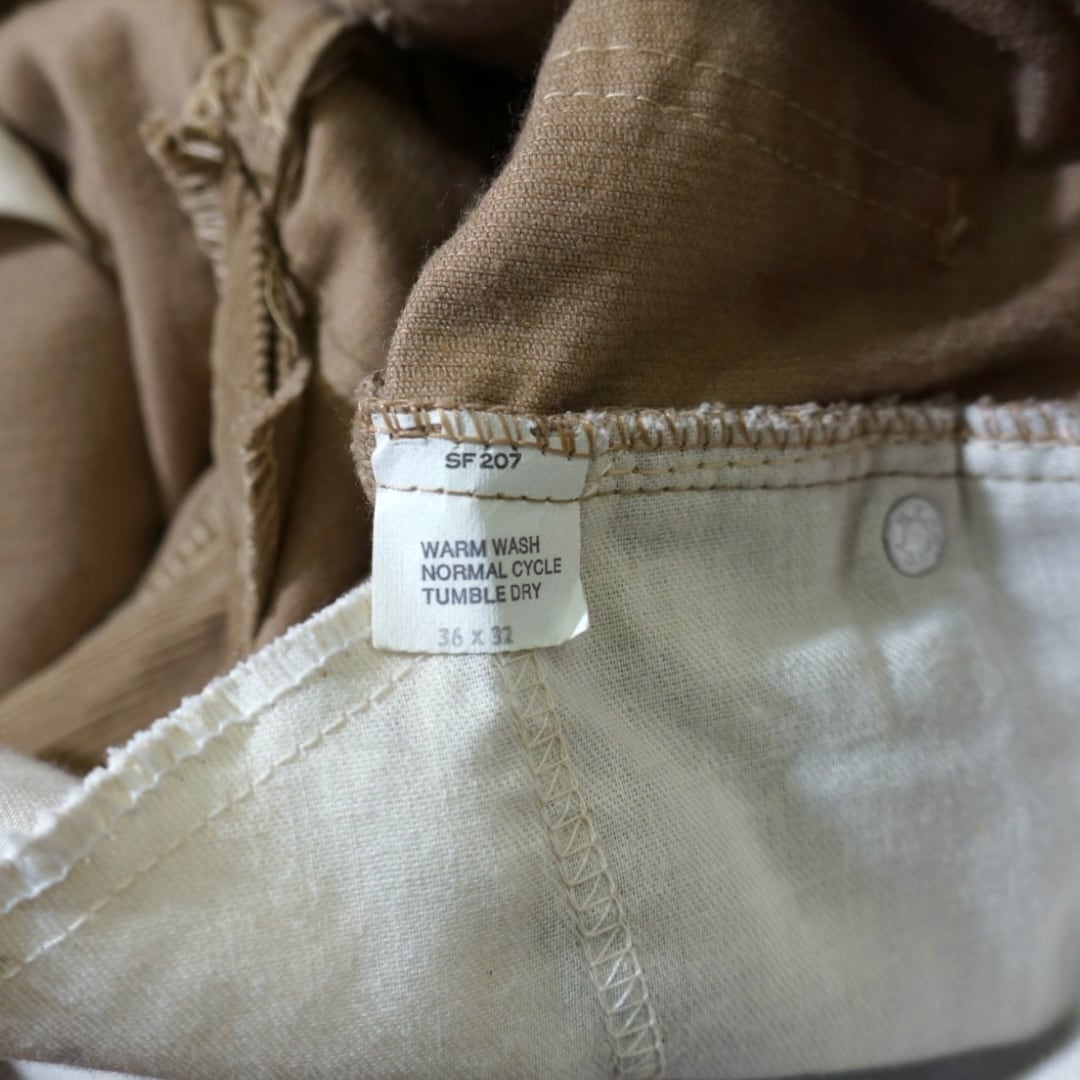 SF 207
WARM WASH
NORMAL CYCLE
TUMBLE DRY
36 x 32